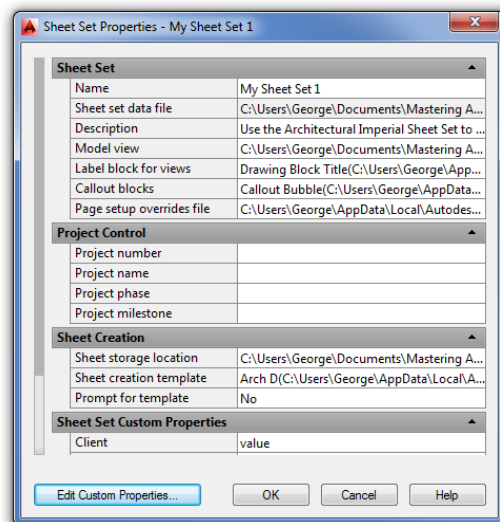 Sheet Set Properties - My Sheet Set 1
Sheet Set
Name My Sheet Set 1
Sheet set data file C:\Users\George\Documents\Mastering A...
Description Use the Architectural Imperial Sheet Set to ...
Model view C:\Users\George\Documents\Mastering A...
Label block for views Drawing Block Title(C:\Users\George\App...
Callout blocks Callout Bubble(C:\Users\George\AppData...
Page setup overrides file C:\Users\George\AppData\Local\Autodes...
Project Control
Project number
Project name
Project phase
Project milestone
Sheet Creation
Sheet storage location C:\Users\George\Documents\Mastering A...
Sheet creation template Arch D(C:\Users\George\AppData\Local\A...
Prompt for template No
Sheet Set Custom Properties
Client value
Edit Custom Properties... OK Cancel Help